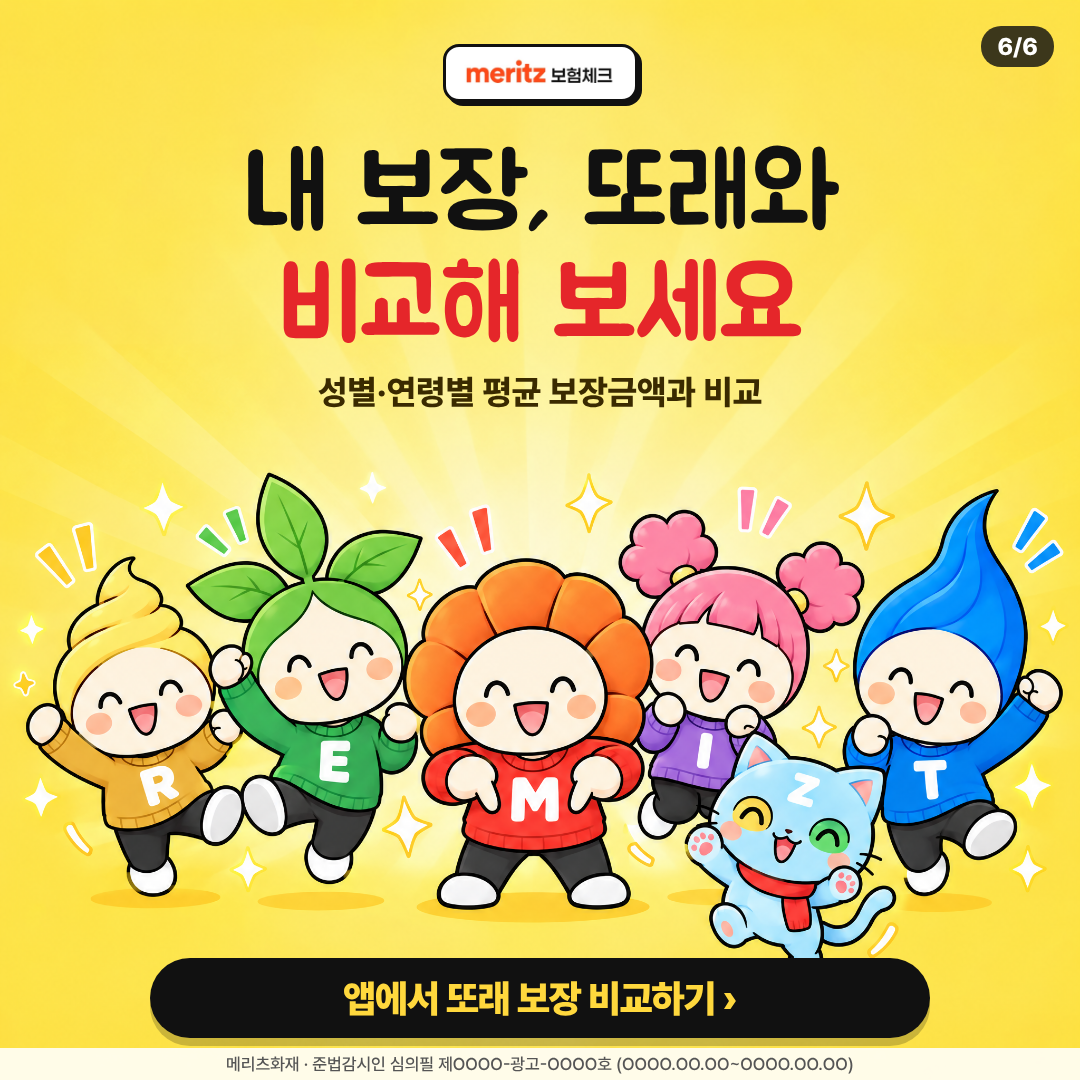 6/6
meritz 보험체크
내 보장, 또래와
비교해 보세요
성별·연령별 평균 보장금액과 비교
R
E
M
I
Z
T
앱에서 또래 보장 비교하기 ›
메리츠화재 · 준법감시인 심의필 제OOOO-광고-OOOO호 (OOOO.OO.OO~OOOO.OO.OO)